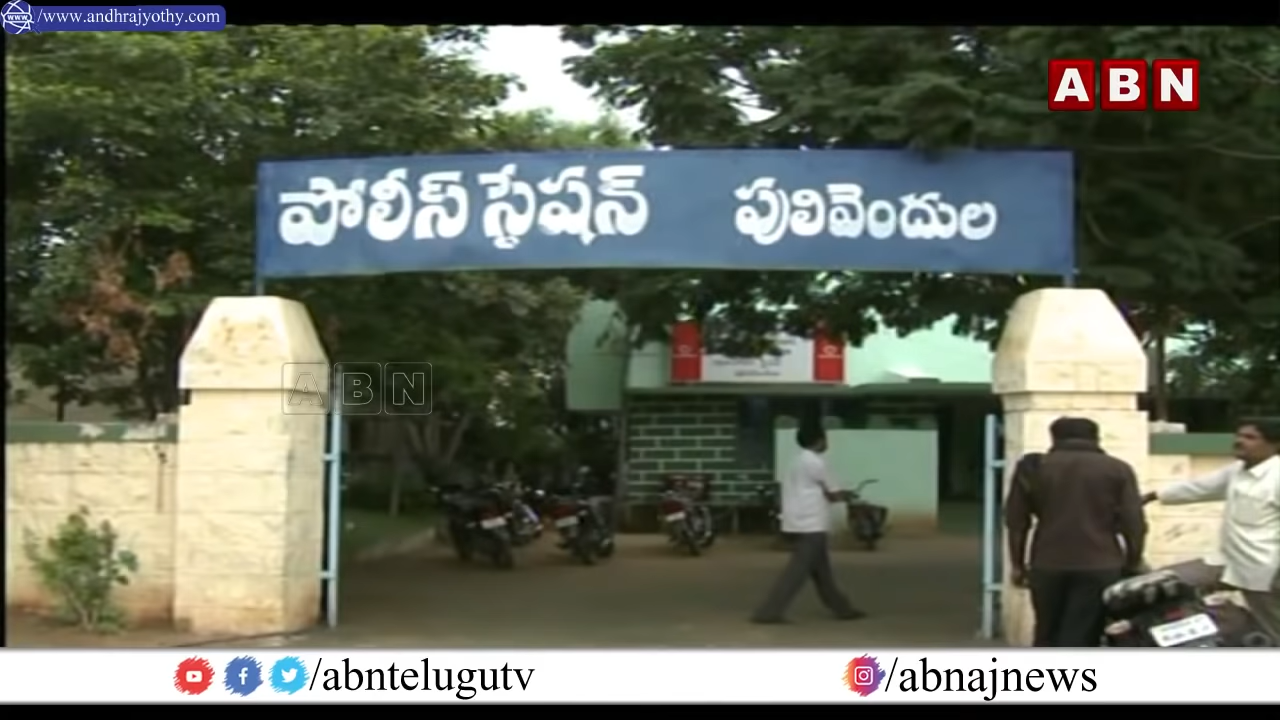 www.andhrajyothy.com
ABN
పోలీస్ స్టేషన్ పులివెందుల
ABN
/abntelugutv /abnajnews